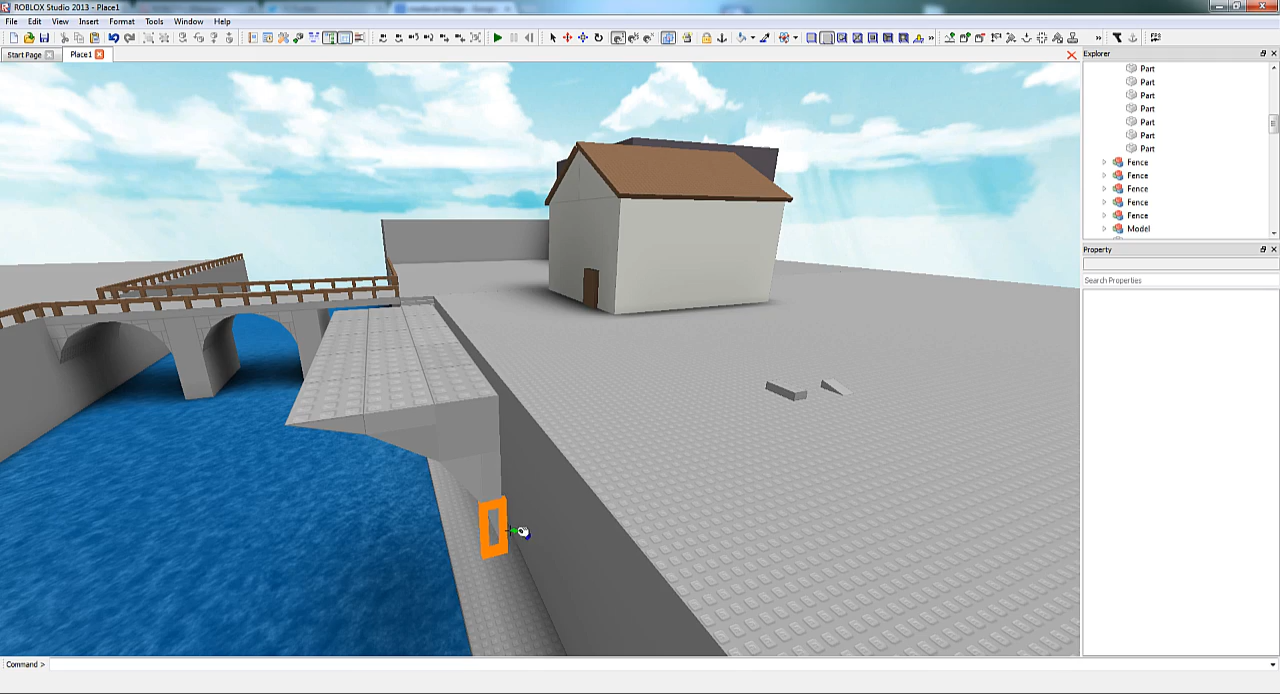 ROBLOX Studio 2013 - Place1
File Edit View Insert Format Tools Window Help
Start Page Place1
Explorer
Part
Part
Part
Part
Part
Part
Part
Fence
Fence
Fence
Fence
Fence
Model
Property
Search Properties
Command >